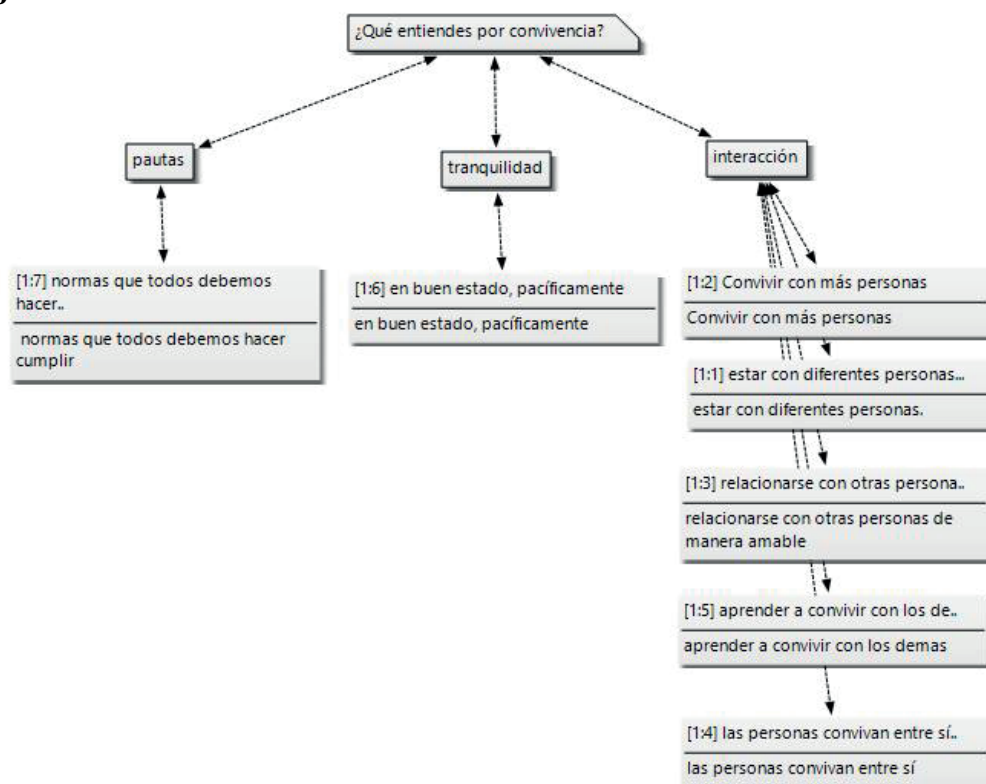 ¿Qué entiendes por convivencia?
pautas
tranquilidad
interacción
[1:7] normas que todos debemos
hacer..
normas que todos debemos hacer
cumplir
[1:6] en buen estado, pacíficamente
en buen estado, pacíficamente
[1:2] Convivir con más personas
Convivir con más personas
[1:1] estar con diferentes personas...
estar con diferentes personas.
[1:3] relacionarse con otras persona..
relacionarse con otras personas de
manera amable
[1:5] aprender a convivir con los de..
aprender a convivir con los demas
[1:4] las personas convivan entre sí..
las personas convivan entre sí